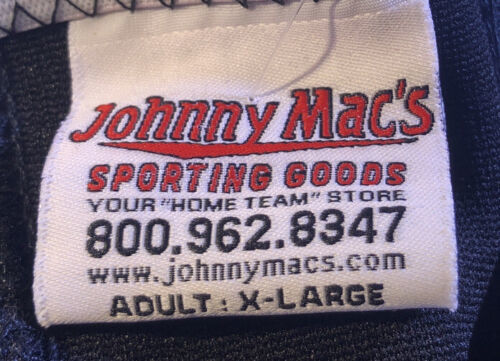 Johnny Mac's
SPORTING GOODS
YOUR "HOME TEAM" STORE
800.962.8347
www.johnnymacs.com
ADULT : X-LARGE